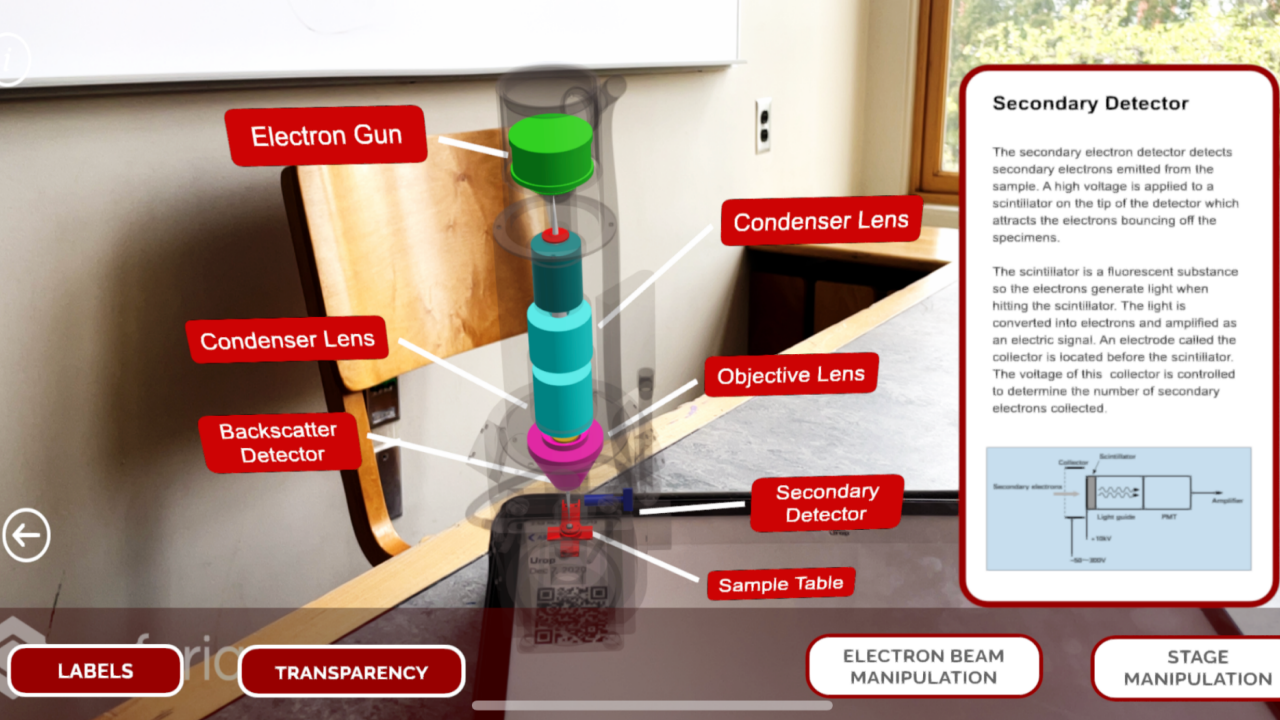 Electron Gun
Condenser Lens
Condenser Lens
Objective Lens
Backscatter
Detector
Secondary
Detector
Sample Table
Secondary Detector
The secondary electron detector detects
secondary electrons emitted from the
sample. A high voltage is applied to a
scintillator on the tip of the detector which
attracts the electrons bouncing off the
specimens.
The scintillator is a fluorescent substance
so the electrons generate light when
hitting the scintillator. The light is
converted into electrons and amplified as
an electric signal. An electrode called the
collector is located before the scintillator.
The voltage of this collector is controlled
to determine the number of secondary
electrons collected.
Scintillator
Collector
Secondary electrons
Amplifier
Light guide
PMT
+10kV
-50~300V
Urop
Dec 7, 2020
LABELS
TRANSPARENCY
ELECTRON BEAM
MANIPULATION
STAGE
MANIPULATION